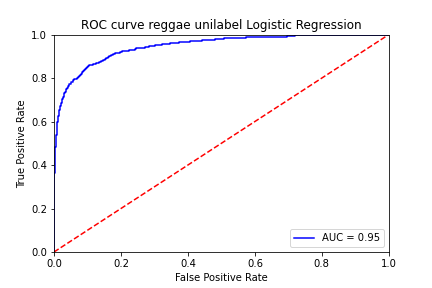 ROC curve reggae unilabel Logistic Regression
1.0
0.8
0.6
0.4
0.2
0.0
True Positive Rate
AUC = 0.95
0.0 0.2 0.4 0.6 0.8 1.0
False Positive Rate